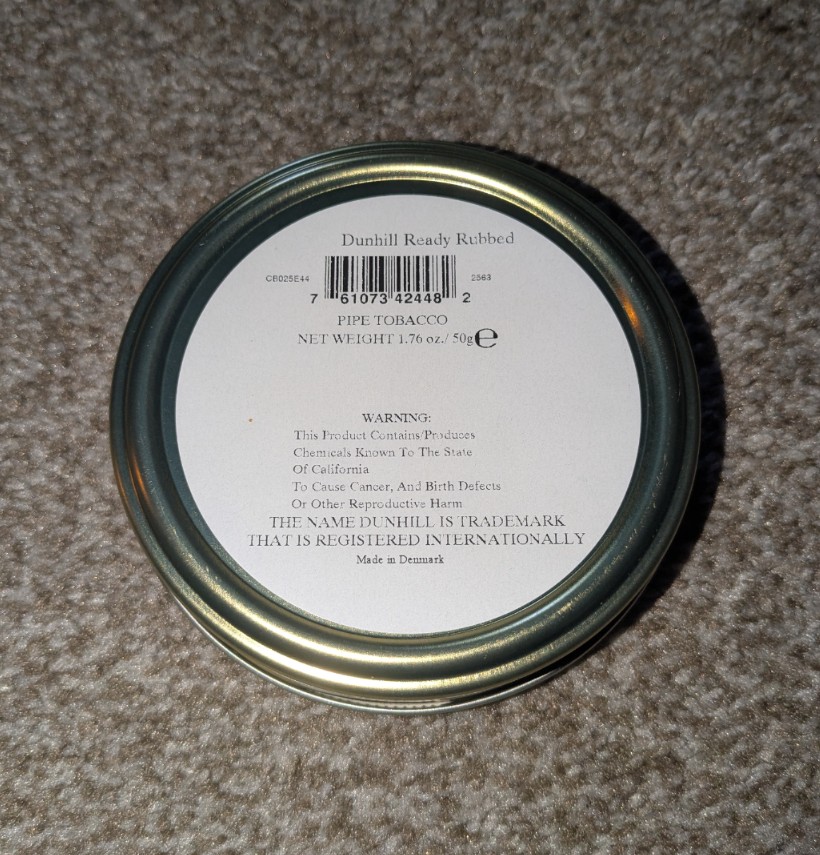 Dunhill Ready Rubbed
CB025E44
2563
7 61073 42448 2
PIPE TOBACCO
NET WEIGHT 1.76 oz./ 50g℮
WARNING:
This Product Contains/Produces
Chemicals Known To The State
Of California
To Cause Cancer, And Birth Defects
Or Other Reproductive Harm
THE NAME DUNHILL IS TRADEMARK
THAT IS REGISTERED INTERNATIONALLY
Made in Denmark